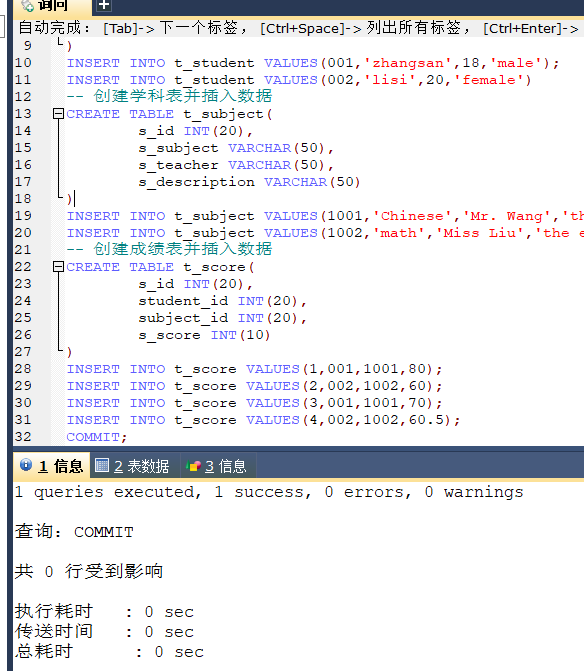 询问
自动完成：[Tab]-> 下一个标签， [Ctrl+Space]-> 列出所有标签， [Ctrl+Enter]->
9 )
10 INSERT INTO t_student VALUES(001,'zhangsan',18,'male');
11 INSERT INTO t_student VALUES(002,'lisi',20,'female')
12 -- 创建学科表并插入数据
13 CREATE TABLE t_subject(
14 s_id INT(20),
15 s_subject VARCHAR(50),
16 s_teacher VARCHAR(50),
17 s_description VARCHAR(50)
18 )
19 INSERT INTO t_subject VALUES(1001,'Chinese','Mr. Wang','th
20 INSERT INTO t_subject VALUES(1002,'math','Miss Liu','the e
21 -- 创建成绩表并插入数据
22 CREATE TABLE t_score(
23 s_id INT(20),
24 student_id INT(20),
25 subject_id INT(20),
26 s_score INT(10)
27 )
28 INSERT INTO t_score VALUES(1,001,1001,80);
29 INSERT INTO t_score VALUES(2,002,1002,60);
30 INSERT INTO t_score VALUES(3,001,1001,70);
31 INSERT INTO t_score VALUES(4,002,1002,60.5);
32 COMMIT;
1 信息 2 表数据 3 信息
1 queries executed, 1 success, 0 errors, 0 warnings
查询：COMMIT
共 0 行受到影响
执行耗时 : 0 sec
传送时间 : 0 sec
总耗时 : 0 sec